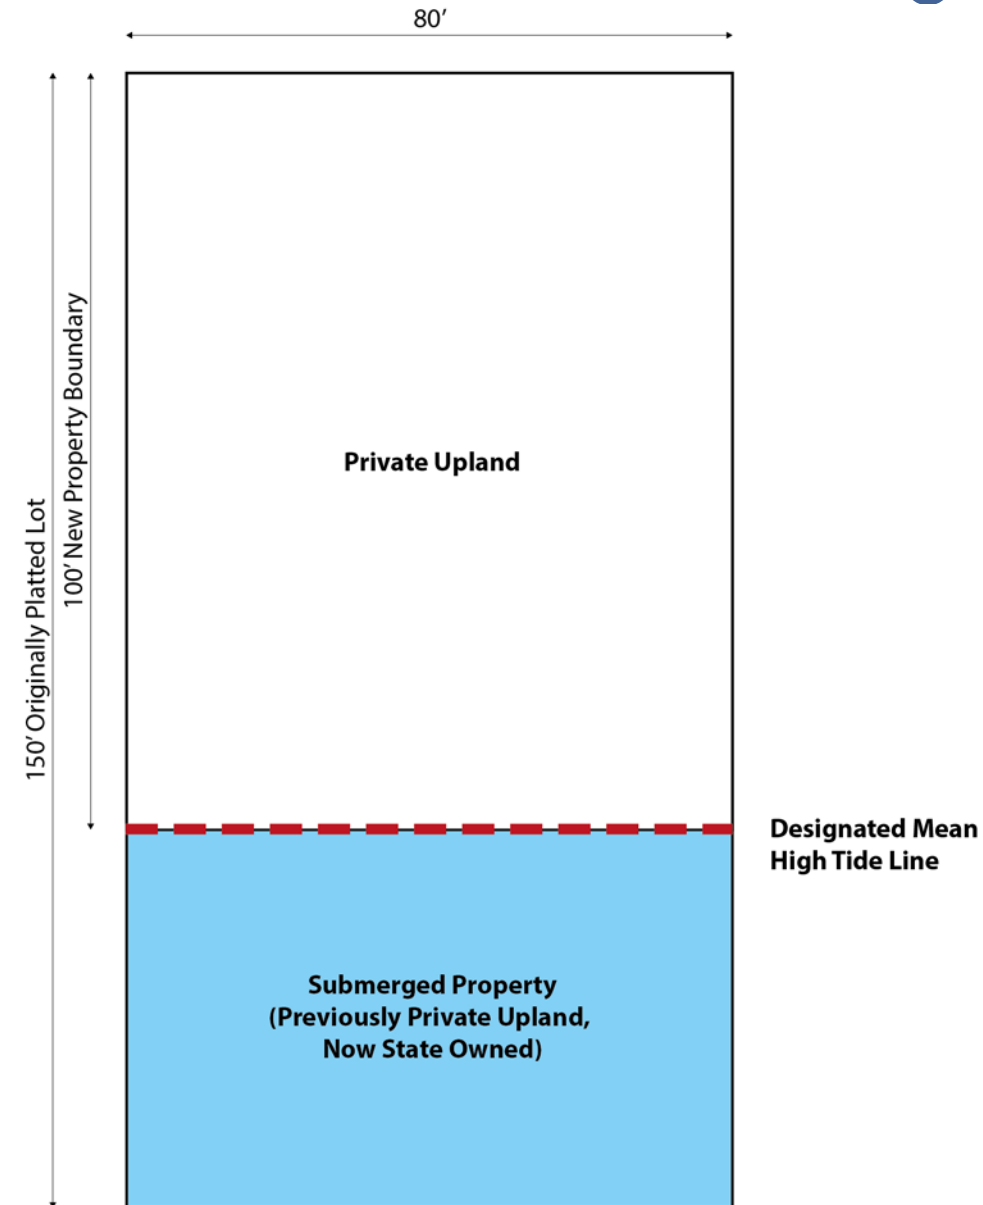 80′
150′ Originally Platted Lot
100′ New Property Boundary
Private Upland
Designated Mean
High Tide Line
Submerged Property
(Previously Private Upland,
Now State Owned)